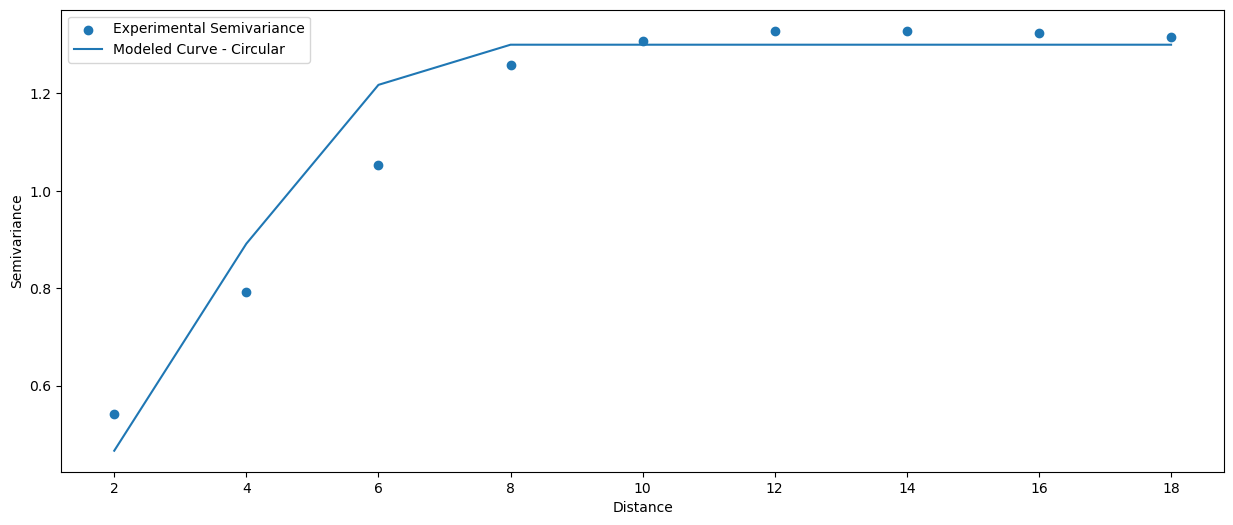 Experimental Semivariance
Modeled Curve - Circular
1.2
1.0
0.8
0.6
Semivariance
2 4 6 8 10 12 14 16 18
Distance